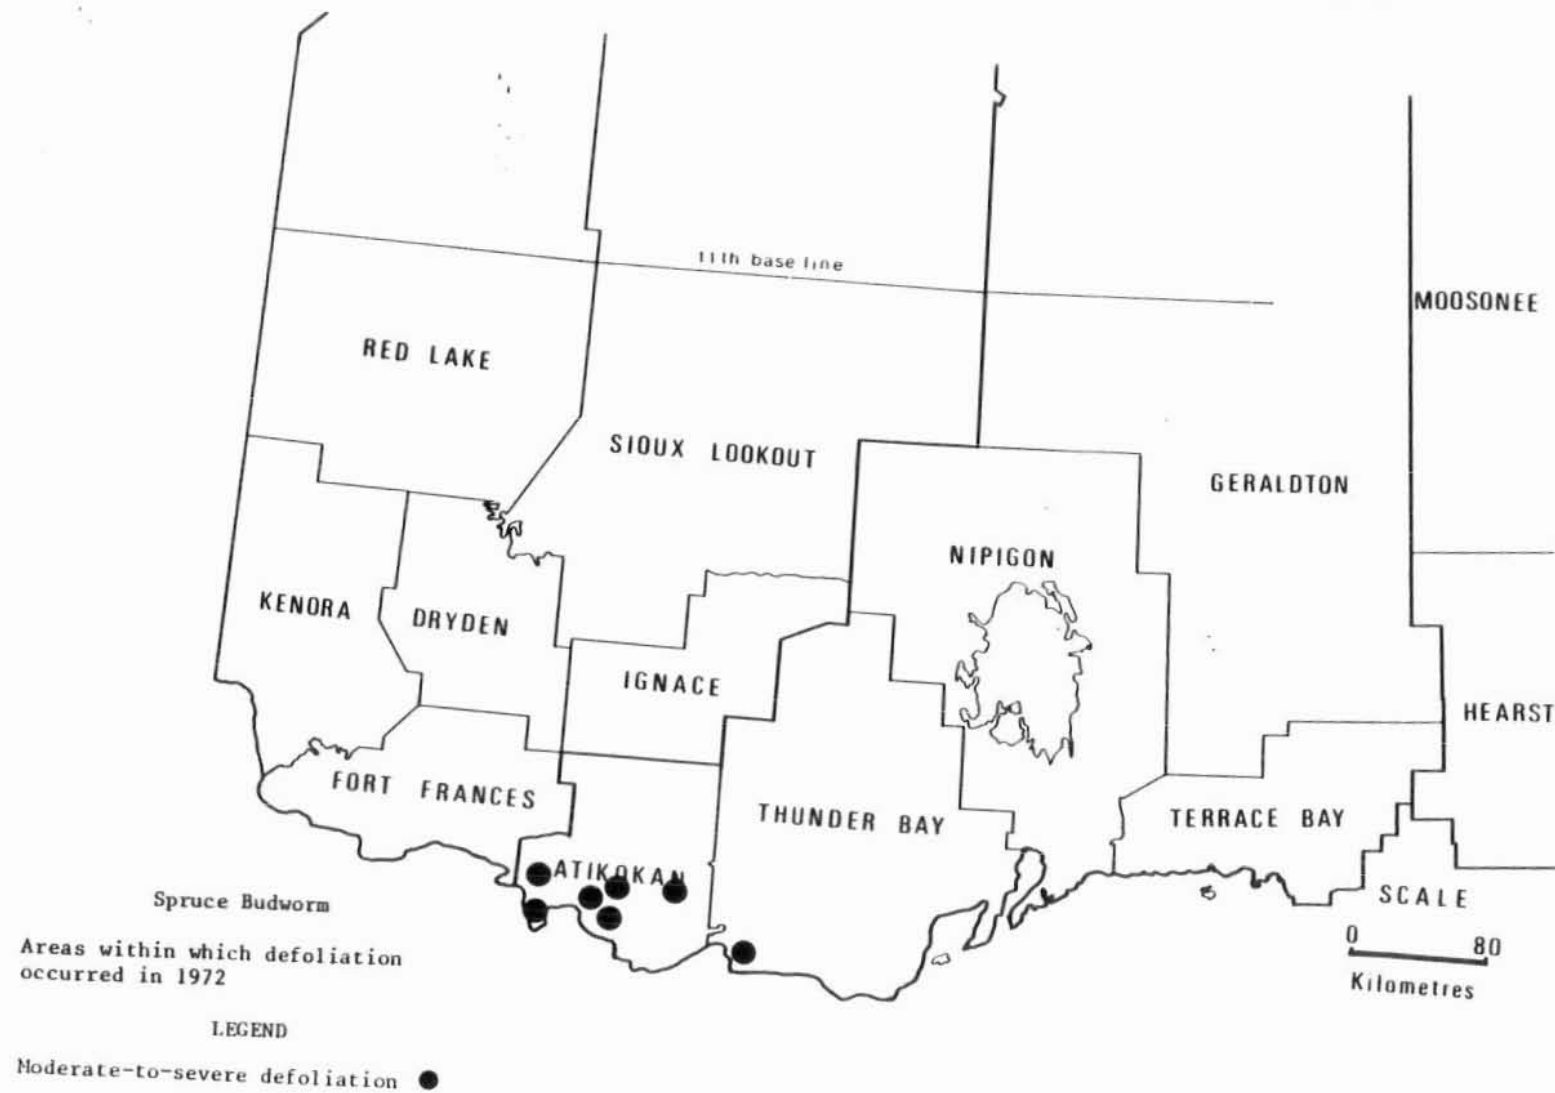 11th base line
MOOSONEE
RED LAKE
SIOUX LOOKOUT
GERALDTON
NIPIGON
KENORA
DRYDEN
IGNACE
HEARST
FORT FRANCES
THUNDER BAY
TERRACE BAY
ATIKOKAN
Spruce Budworm
Areas within which defoliation
occurred in 1972
LEGEND
Moderate-to-severe defoliation
SCALE
0 80
Kilometres